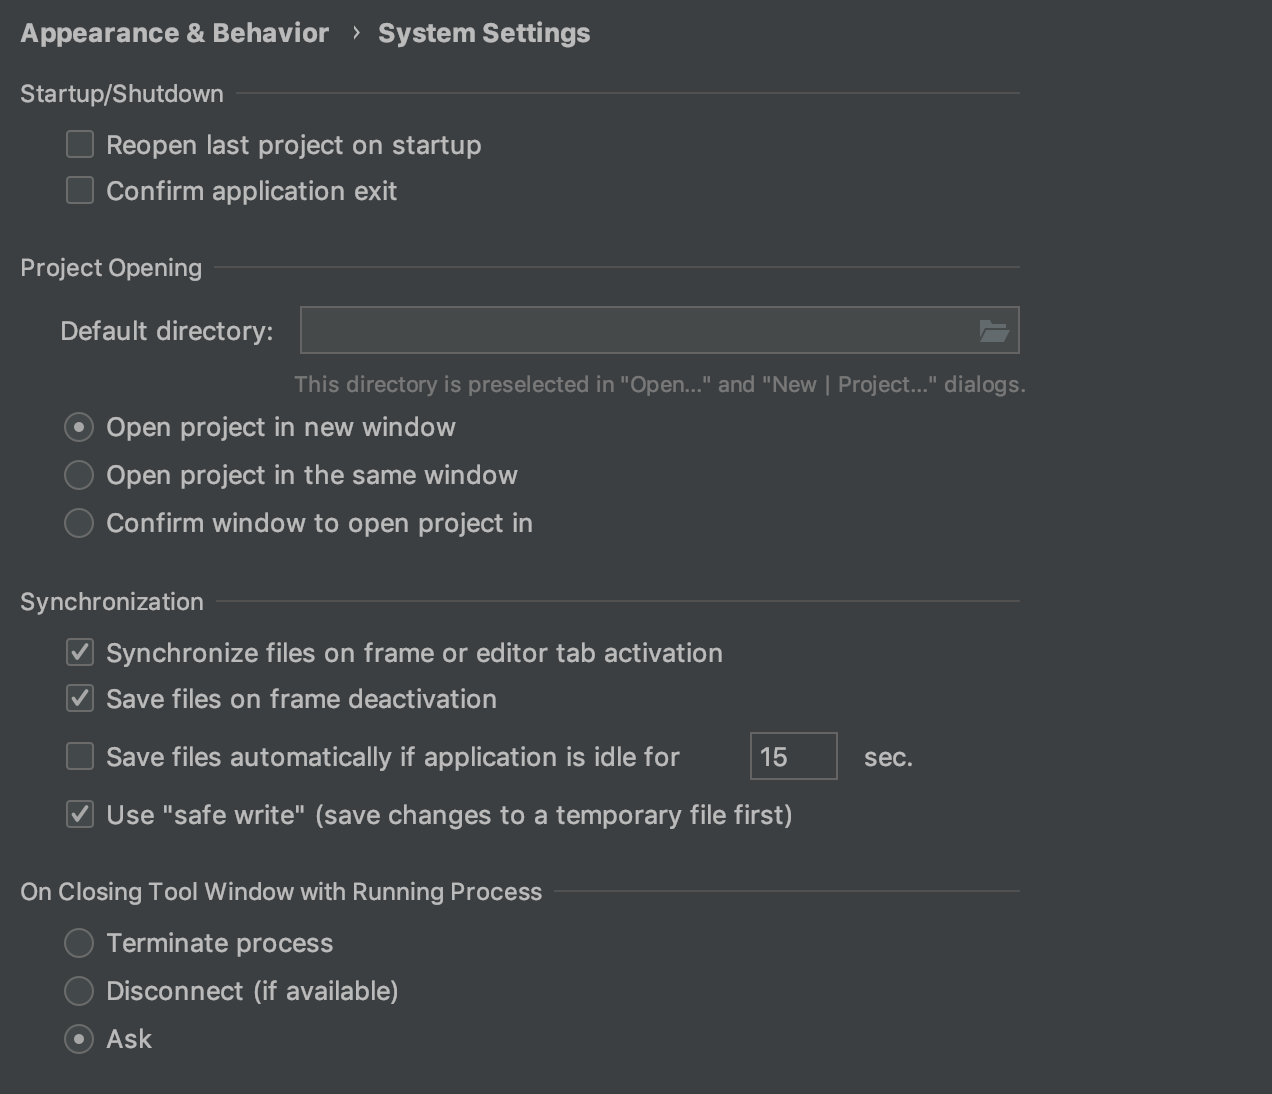 Appearance & Behavior › System Settings
Startup/Shutdown
Reopen last project on startup
Confirm application exit
Project Opening
Default directory:
This directory is preselected in "Open..." and "New | Project..." dialogs.
Open project in new window
Open project in the same window
Confirm window to open project in
Synchronization
Synchronize files on frame or editor tab activation
Save files on frame deactivation
Save files automatically if application is idle for 15 sec.
Use "safe write" (save changes to a temporary file first)
On Closing Tool Window with Running Process
Terminate process
Disconnect (if available)
Ask